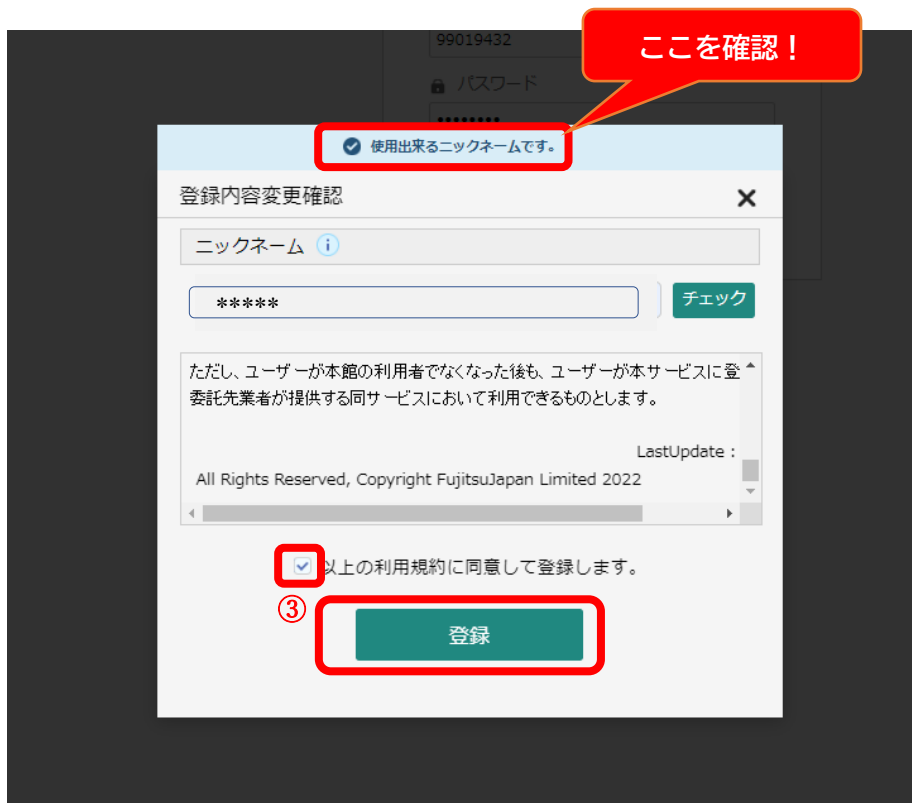 99019432
ここを確認！
パスワード
••••••••
使用出来るニックネームです。
登録内容変更確認
ニックネーム
*****
チェック
ただし、ユーザーが本館の利用者でなくなった後も、ユーザーが本サービスに登
委託先業者が提供する同サービスにおいて利用できるものとします。
LastUpdate :
All Rights Reserved, Copyright FujitsuJapan Limited 2022
以上の利用規約に同意して登録します。
③
登録